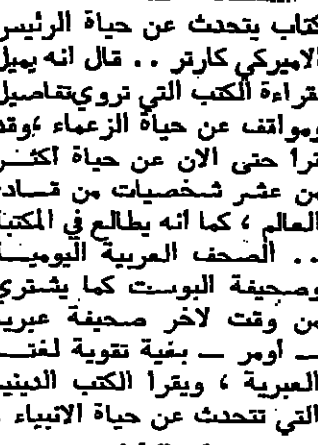 كتاب يتحدث عن حياة الرئيس
الاميركي كارتر .. قال انه يميل
قراءة الكتب التي تروي تفاصيل
ومواقف عن حياة الزعماء ، وقد
قرأ حتى الان عن حياة اكثر
من عشر شخصيات من قادة
العالم ، كما انه يطالع في المكتبة
.. الصحف العربية اليومية
وصحيفة البوست كما يشتري
من وقت لاخر صحيفة عبرية
ـ اومر ـ بغية تقوية لغته
العبرية ، ويقرأ الكتب الدينية
التي تتحدث عن حياة الانبياء .